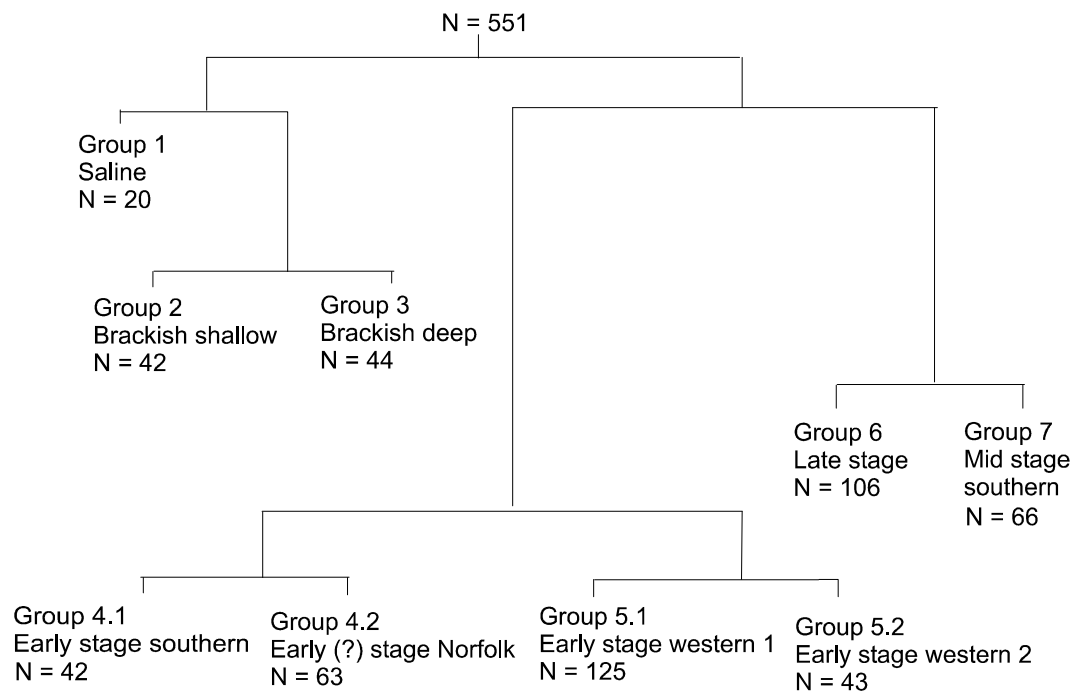 N = 551
Group 1
Saline
N = 20
Group 2
Brackish shallow
N = 42
Group 3
Brackish deep
N = 44
Group 6
Late stage
N = 106
Group 7
Mid stage
southern
N = 66
Group 4.1
Early stage southern
N = 42
Group 4.2
Early (?) stage Norfolk
N = 63
Group 5.1
Early stage western 1
N = 125
Group 5.2
Early stage western 2
N = 43